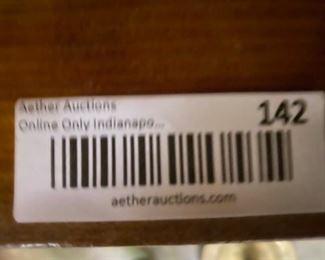 Aether Auctions
142
Online Only Indianapo...
aetherauctions.com